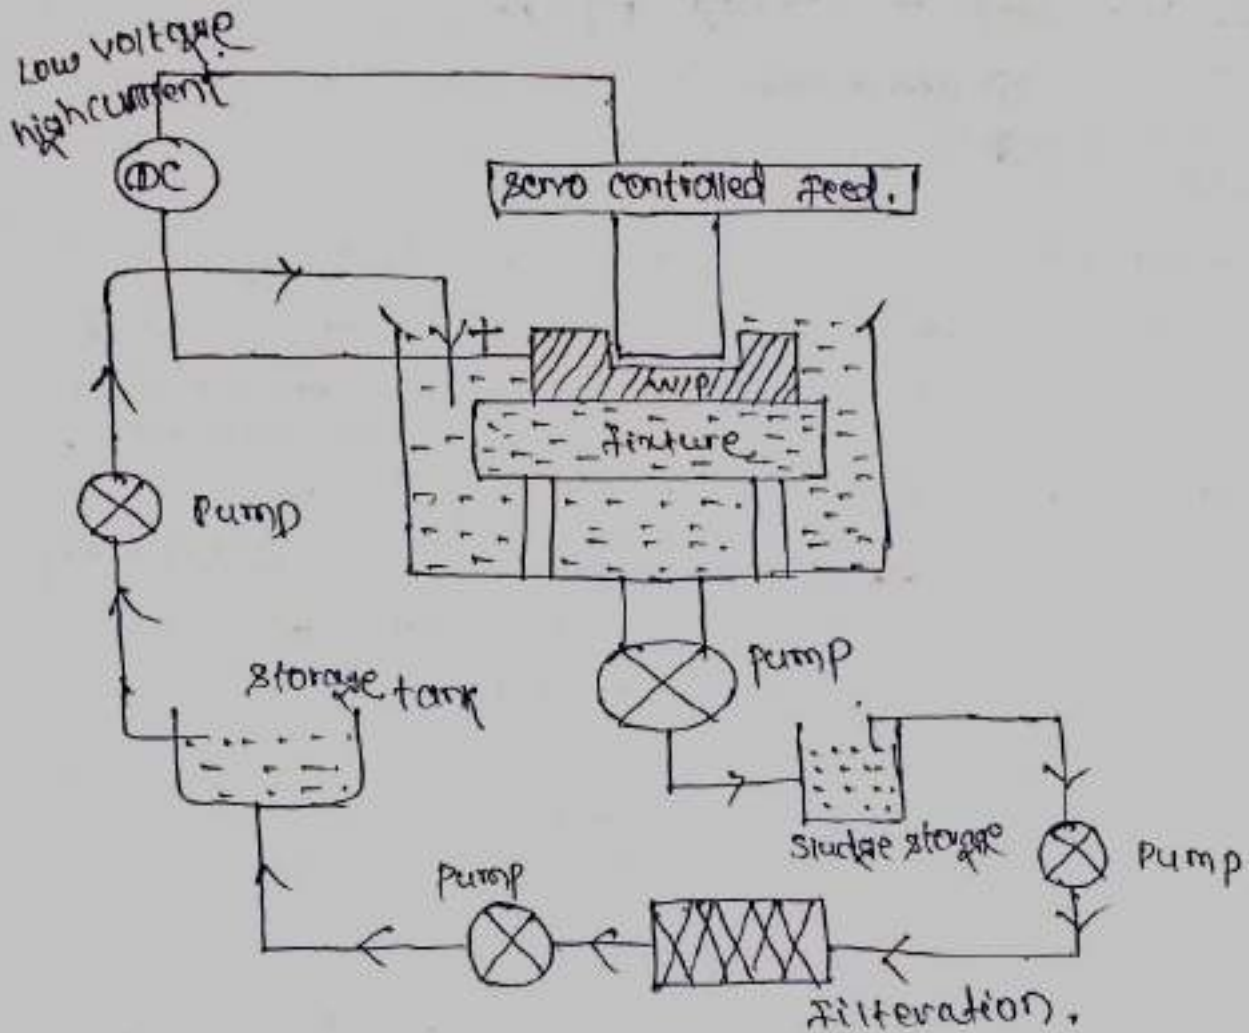 Low voltage
high current
DC
servo controlled feed.
+
W/P
Fixture
Pump
Pump
Storage tank
Sludge storage
Pump
Pump
Filteration.